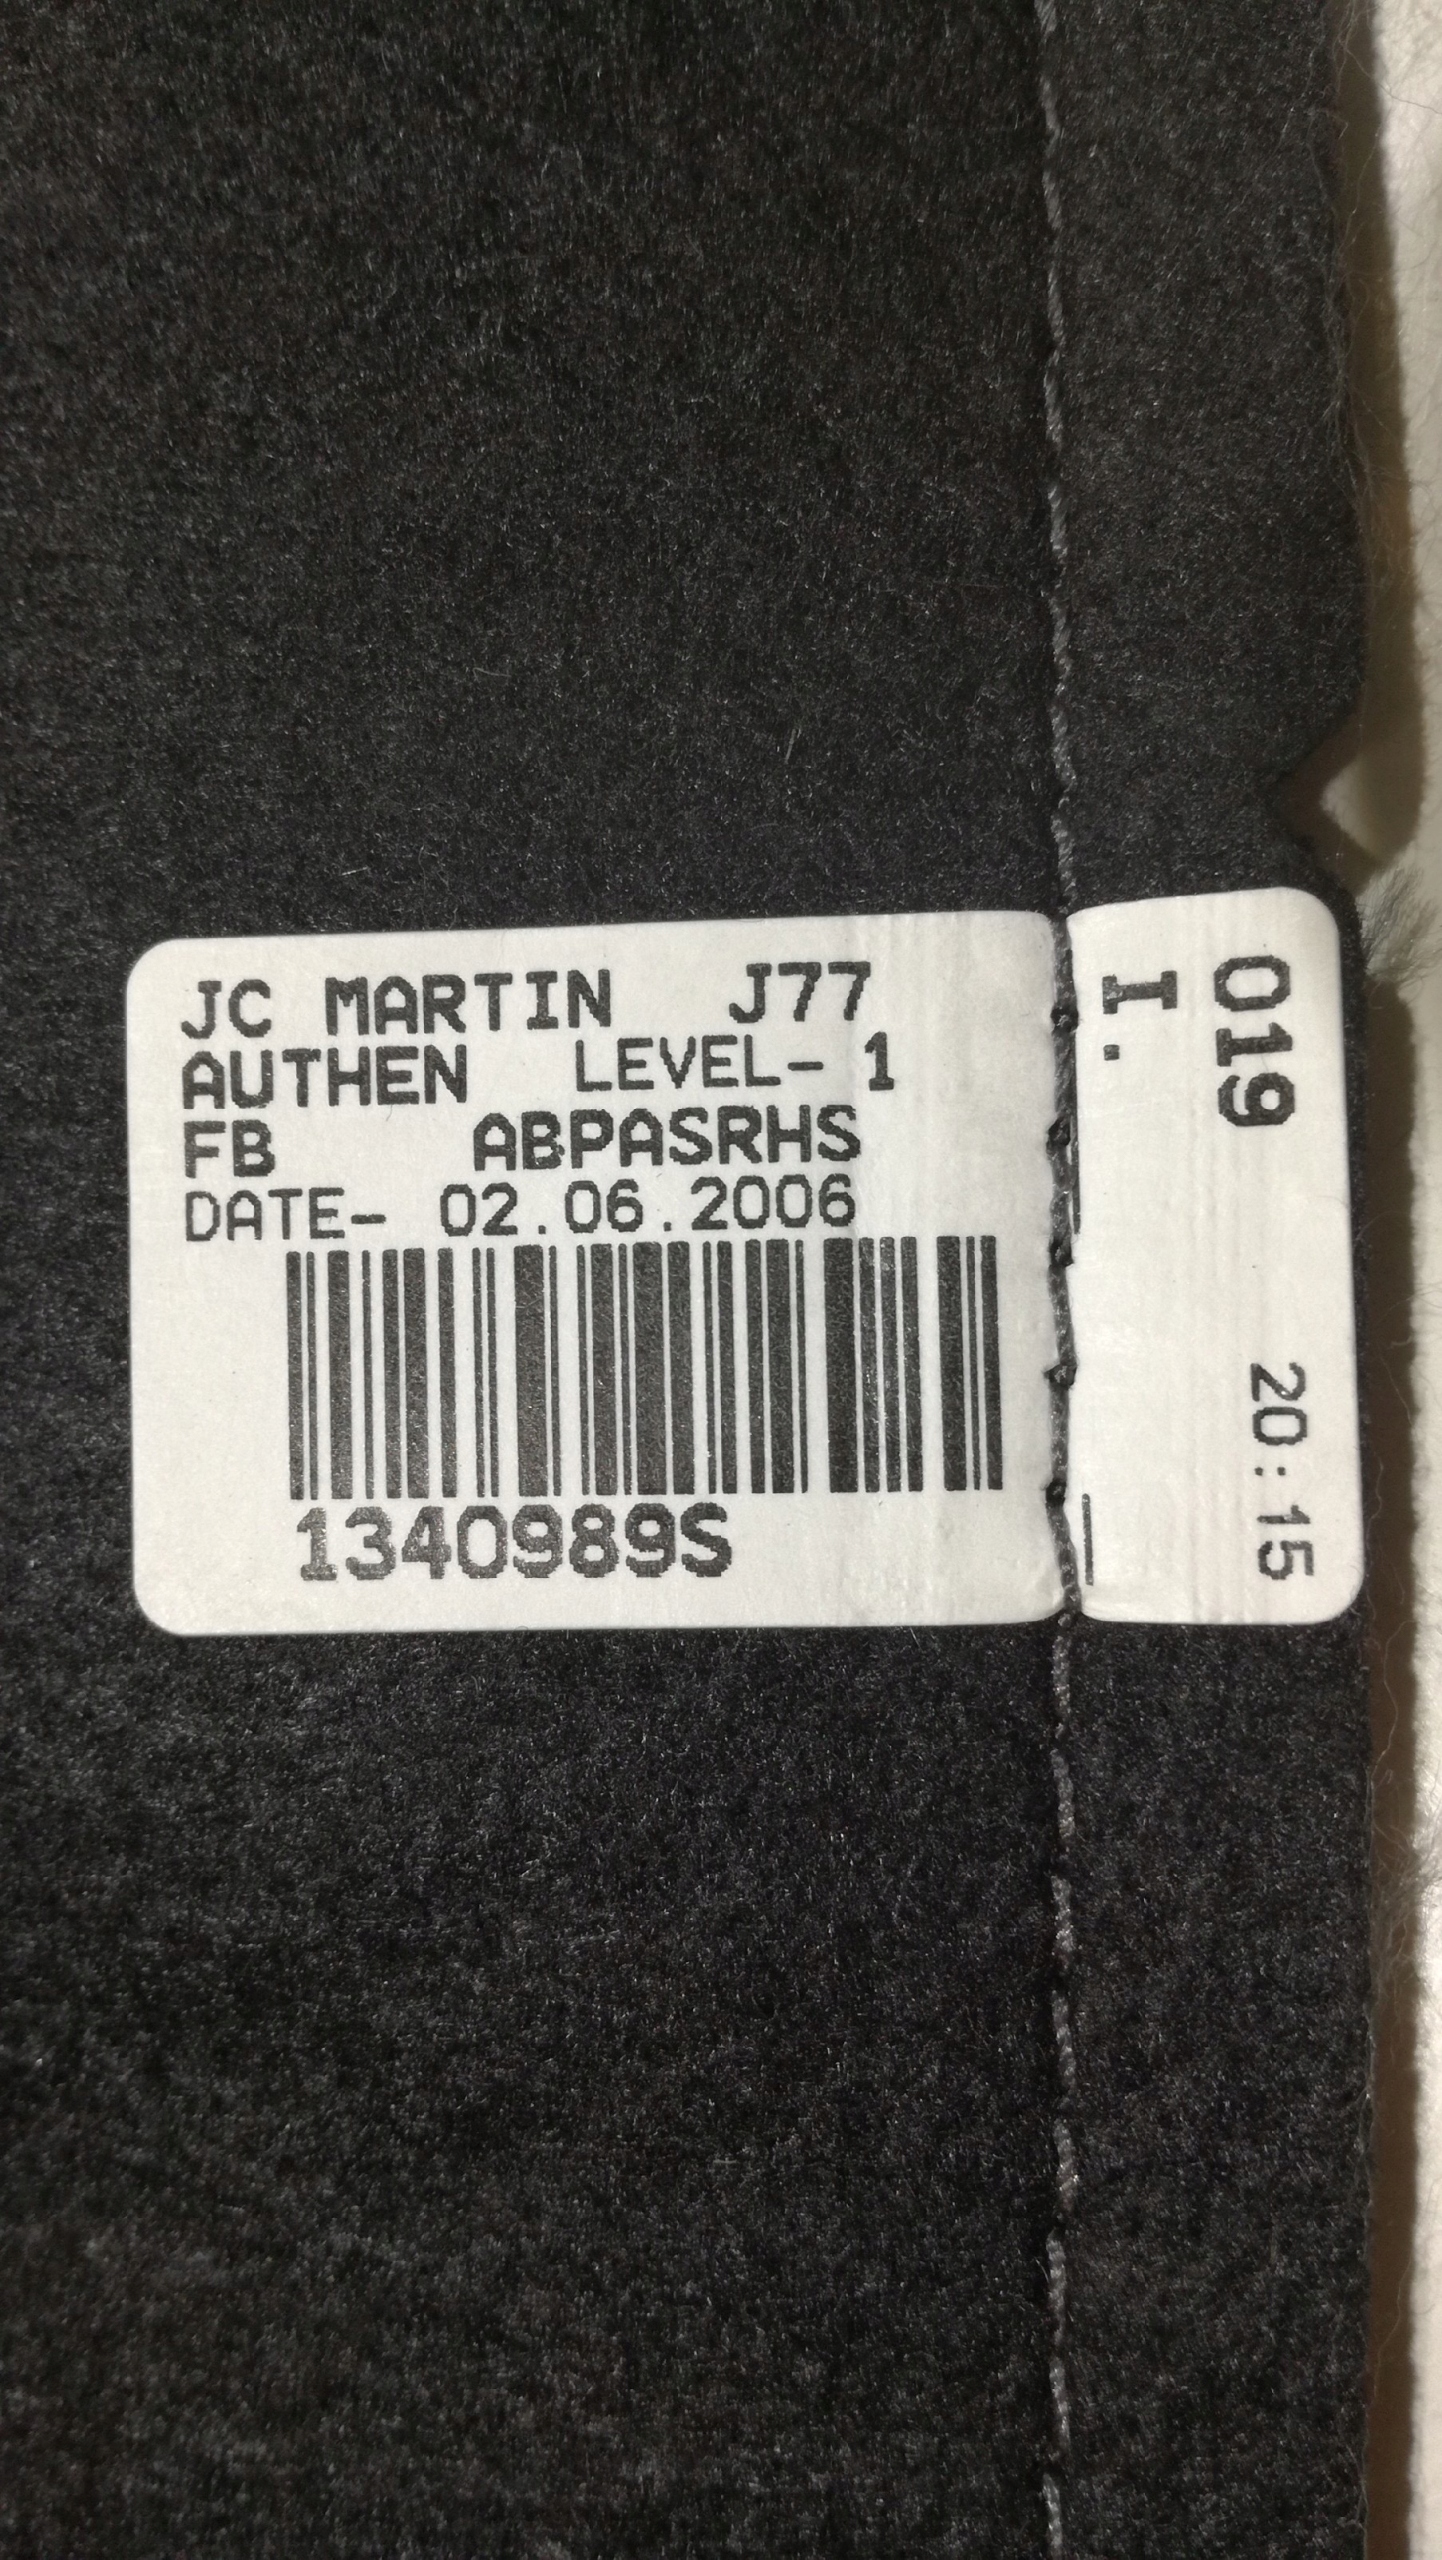 JC MARTIN J77
AUTHEN LEVEL- 1
FB ABPASRHS
DATE- 02.06.2006
1340989S
019 20:15
I.